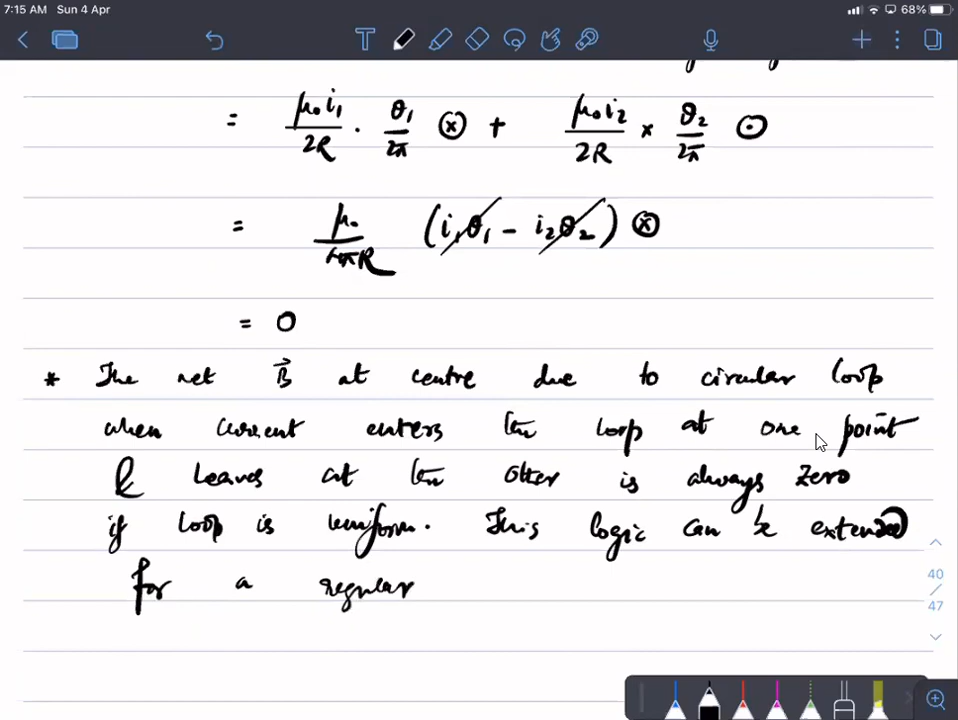 7:15 AM Sun 4 Apr 68%
= μ₀i₁/2R · θ₁/2π ⊗ + μ₀i₂/2R × θ₂/2π ⊙
= μ₀/4πR (i₁θ₁ - i₂θ₂) ⊗
= 0
* The net B⃗ at centre due to circular loop
when current enters the loop at one point
& leaves at the other is always zero
if loop is uniform. This logic can be extended
for a regular
40
/
47